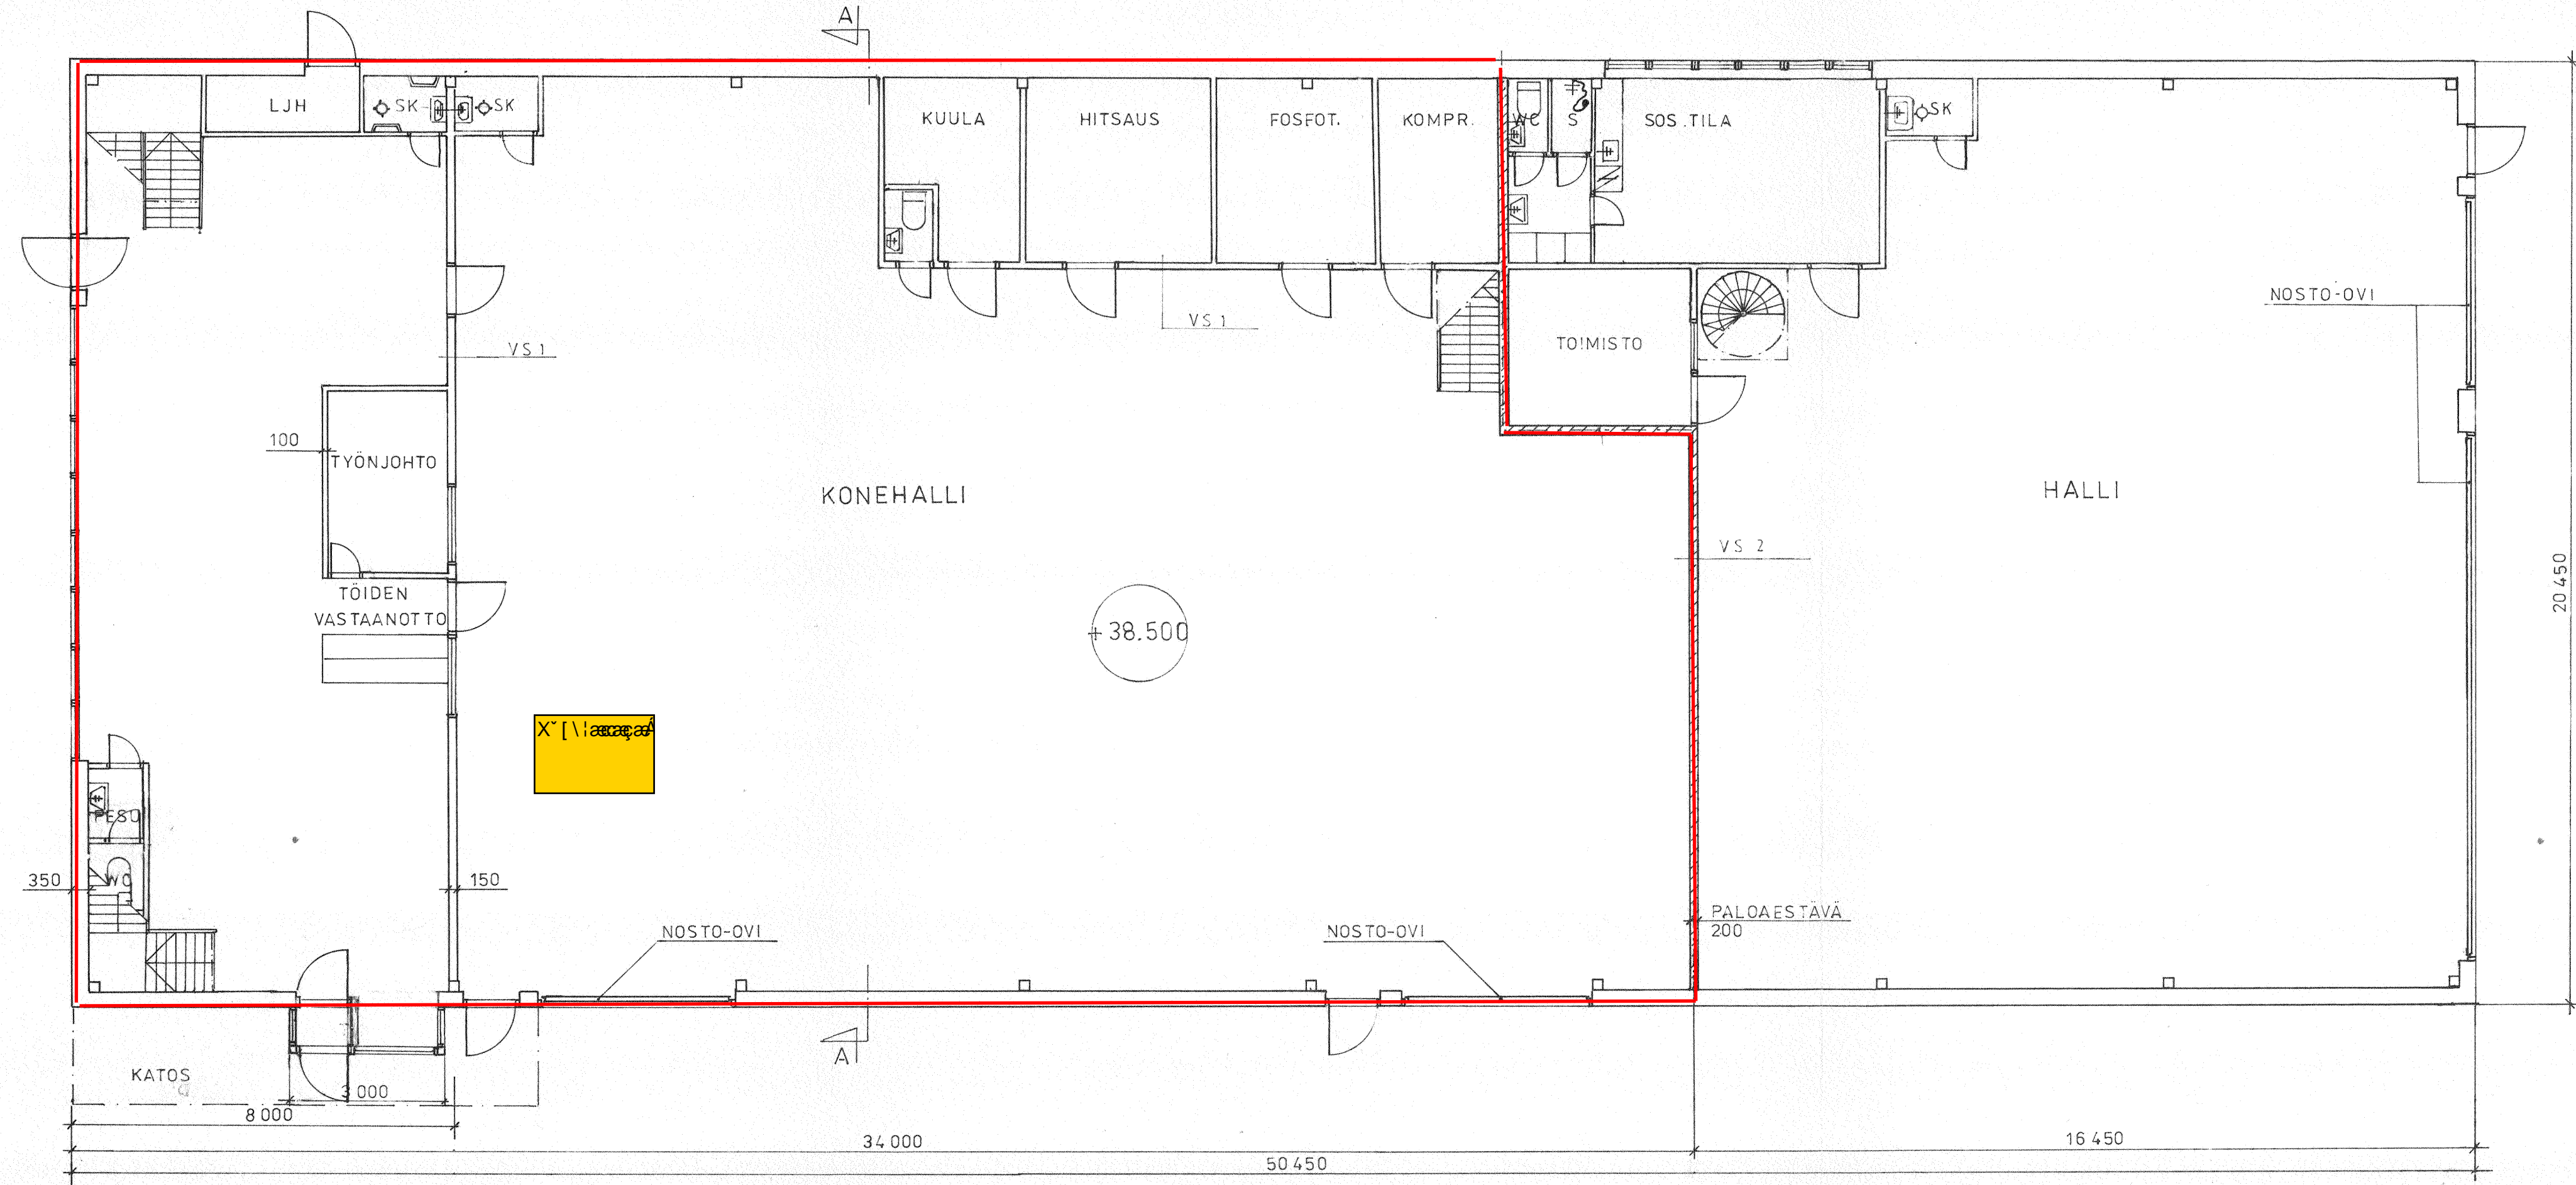 A
LJH
SK
SK
KUULA
HITSAUS
FOSFOT.
KOMPR.
WC
S
SOS.TILA
SK
NOSTO-OVI
VS 1
VS 1
TOIMISTO
100
TYÖNJOHTO
KONEHALLI
HALLI
VS 2
20 450
TÖIDEN
VASTAANOTTO
+38.500
PESU
WC
350
150
NOSTO-OVI
NOSTO-OVI
PALOAESTÄVÄ
200
A
KATOS
3 000
8 000
34 000
16 450
50 450